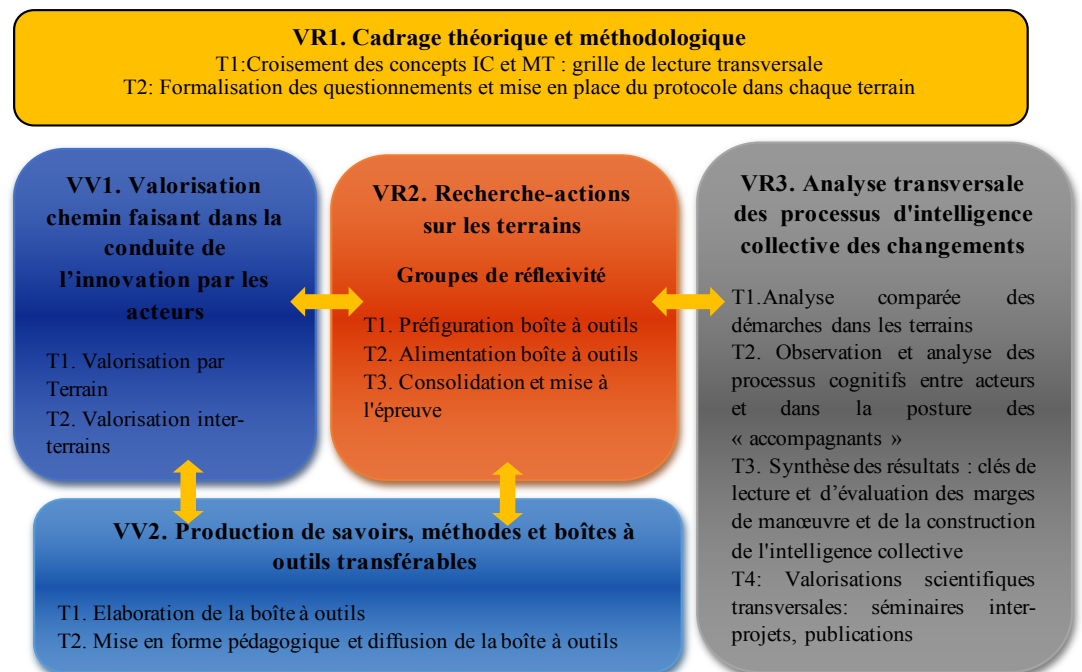 VR1. Cadrage théorique et méthodologique
T1:Croisement des concepts IC et MT : grille de lecture transversale
T2: Formalisation des questionnements et mise en place du protocole dans chaque terrain
VV1. Valorisation
chemin faisant dans la
conduite de
l’innovation par les
acteurs
T1. Valorisation par
Terrain
T2. Valorisation inter-
terrains
VR2. Recherche-actions
sur les terrains
Groupes de réflexivité
T1. Préfiguration boîte à outils
T2. Alimentation boîte à outils
T3. Consolidation et mise à
l'épreuve
VR3. Analyse transversale
des processus d'intelligence
collective des changements
T1.Analyse comparée des
démarches dans les terrains
T2. Observation et analyse des
processus cognitifs entre acteurs
et dans la posture des
« accompagnants »
T3. Synthèse des résultats : clés de
lecture et d’évaluation des marges
de manœuvre et de la construction
de l'intelligence collective
T4: Valorisations scientifiques
transversales: séminaires inter-
projets, publications
VV2. Production de savoirs, méthodes et boîtes à
outils transférables
T1. Elaboration de la boîte à outils
T2. Mise en forme pédagogique et diffusion de la boîte à outils